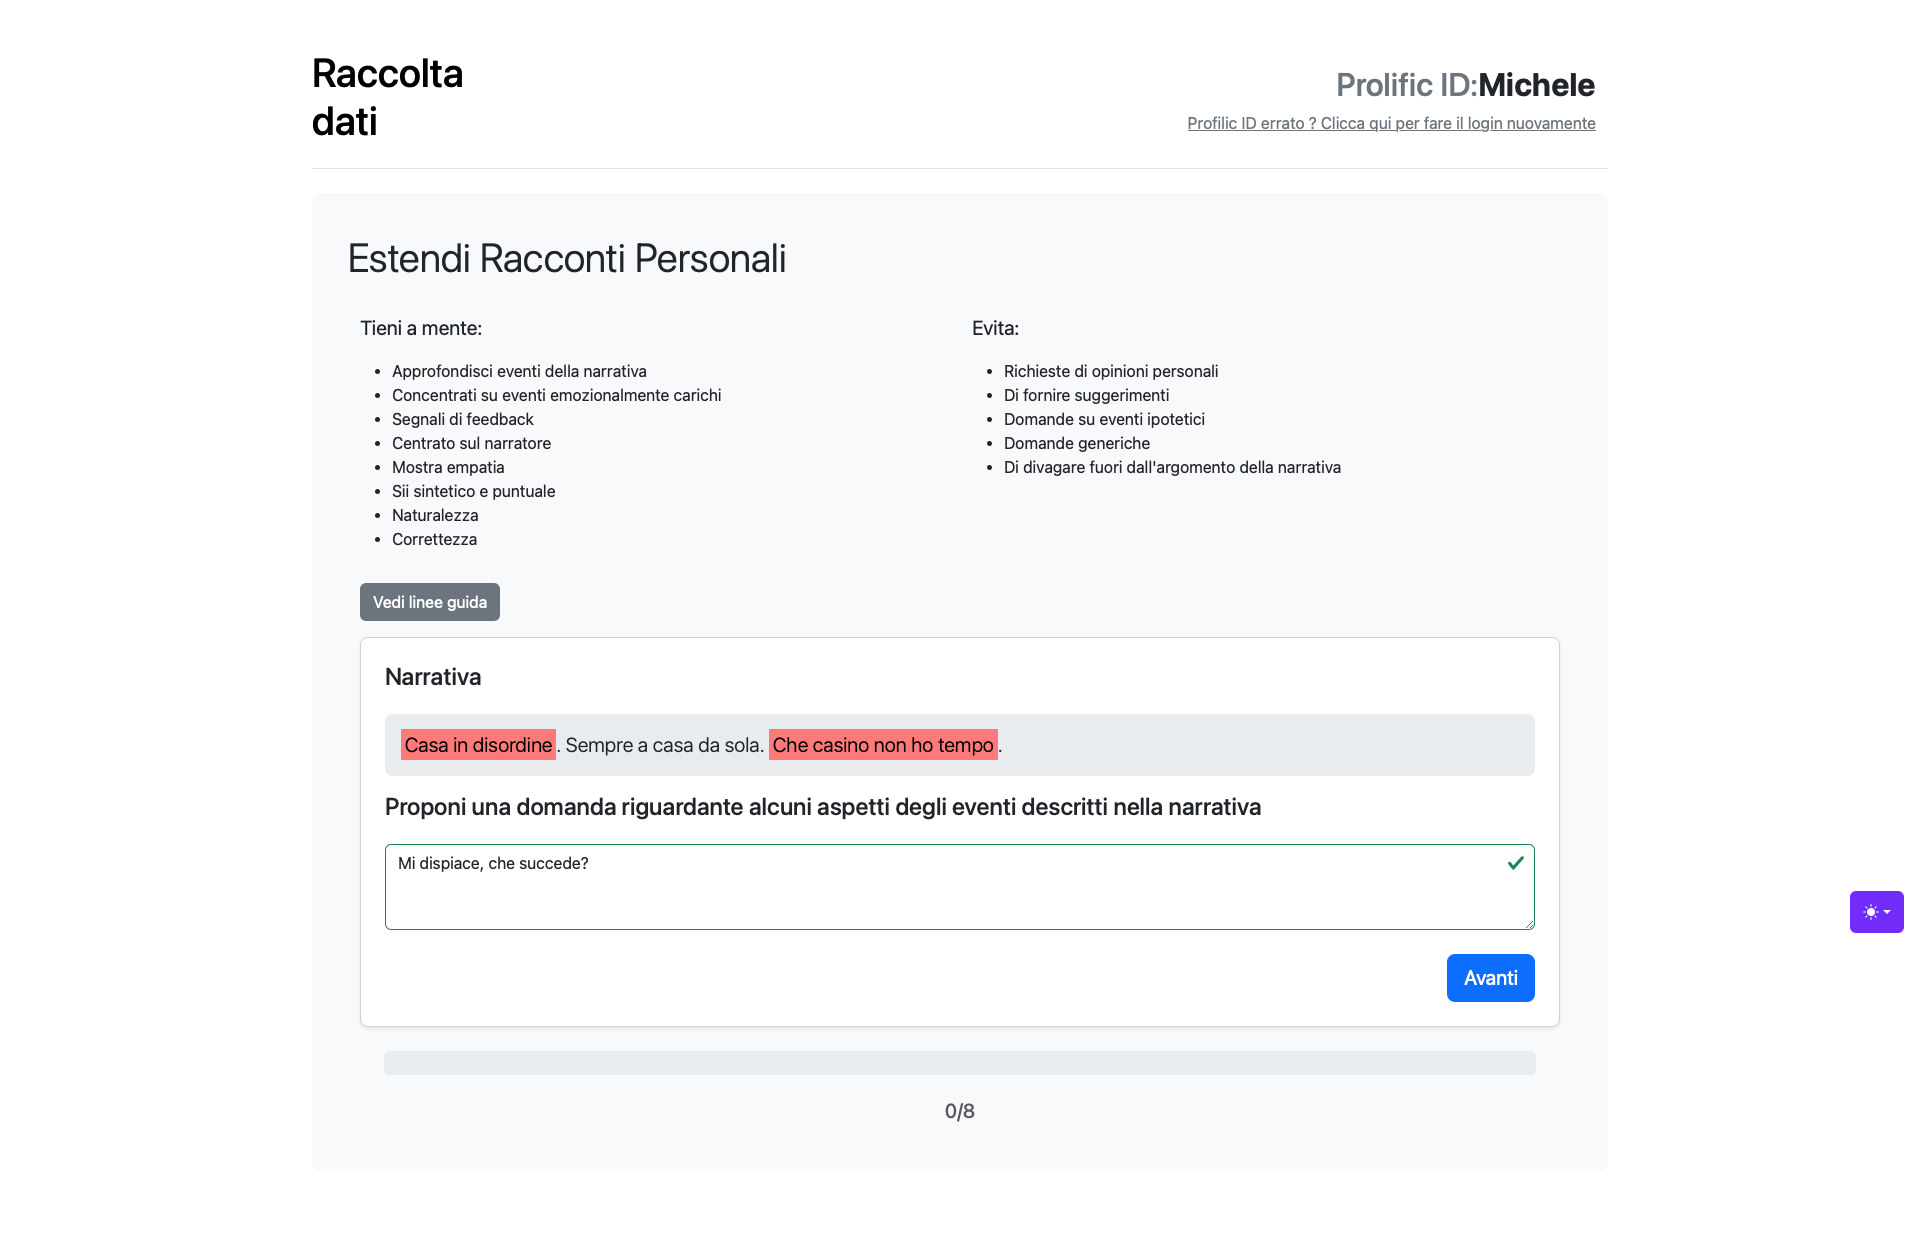 Raccolta
dati
Prolific ID:Michele
Profilic ID errato ? Clicca qui per fare il login nuovamente
Estendi Racconti Personali
Tieni a mente:
Approfondisci eventi della narrativa
Concentrati su eventi emozionalmente carichi
Segnali di feedback
Centrato sul narratore
Mostra empatia
Sii sintetico e puntuale
Naturalezza
Correttezza
Evita:
Richieste di opinioni personali
Di fornire suggerimenti
Domande su eventi ipotetici
Domande generiche
Di divagare fuori dall'argomento della narrativa
Vedi linee guida
Narrativa
Casa in disordine. Sempre a casa da sola. Che casino non ho tempo.
Proponi una domanda riguardante alcuni aspetti degli eventi descritti nella narrativa
Mi dispiace, che succede?
Avanti
0/8